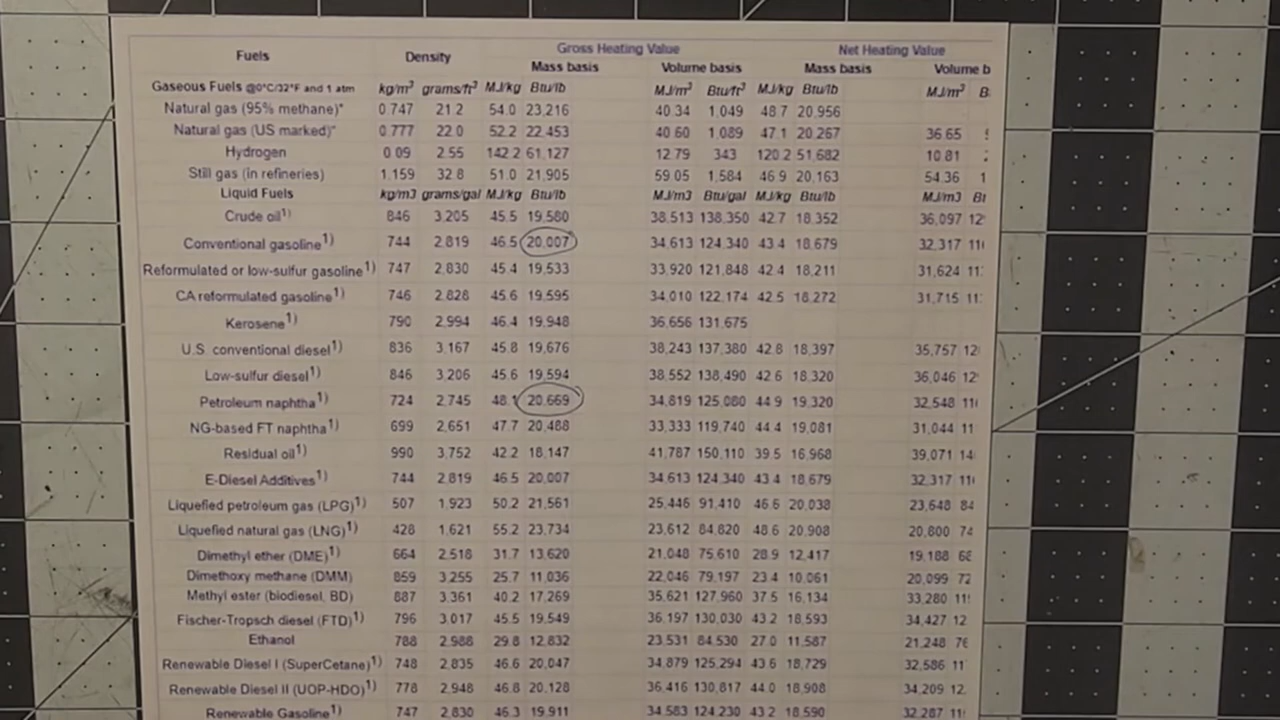 Gross Heating Value Net Heating Value
Fuels Density Mass basis Volume basis Mass basis Volume b
Gaseous Fuels @0°C/32°F and 1 atm kg/m³ grams/ft³ MJ/kg Btu/lb MJ/m³ Btu/ft³ MJ/kg Btu/lb MJ/m³ B
Natural gas (95% methane)* 0.747 21.2 54.0 23,216 40.34 1,049 48.7 20,956
Natural gas (US marked)* 0.777 22.0 52.2 22,453 40.60 1,089 47.1 20,267 36.65
Hydrogen 0.09 2.55 142.2 61,127 12.79 343 120.2 51,682 10.81
Still gas (in refineries) 1.159 32.8 51.0 21,905 59.05 1,584 46.9 20,163 54.36 1
Liquid Fuels kg/m3 grams/gal MJ/kg Btu/lb MJ/m3 Btu/gal MJ/kg Btu/lb MJ/m3 Bt
Crude oil1) 846 3,205 45.5 19,580 38,513 138,350 42.7 18,352 36,097 12
Conventional gasoline1) 744 2,819 46.5 20,007 34,613 124,340 43.4 18,679 32,317 11
Reformulated or low-sulfur gasoline1) 747 2,830 45.4 19,533 33,920 121,848 42.4 18,211 31,624 11
CA reformulated gasoline1) 746 2,828 45.6 19,595 34,010 122,174 42.5 18,272 31,715 11
Kerosene1) 790 2,994 46.4 19,948 36,656 131,675
U.S. conventional diesel1) 836 3,167 45.8 19,676 38,243 137,380 42.8 18,397 35,757 12
Low-sulfur diesel1) 846 3,206 45.6 19,594 38,552 138,490 42.6 18,320 36,046 12
Petroleum naphtha1) 724 2,745 48.1 20,669 34,819 125,080 44.9 19,320 32,548 11
NG-based FT naphtha1) 699 2,651 47.7 20,488 33,333 119,740 44.4 19,081 31,044 11
Residual oil1) 990 3,752 42.2 18,147 41,787 150,110 39.5 16,968 39,071 14
E-Diesel Additives1) 744 2,819 46.5 20,007 34,613 124,340 43.4 18,679 32,317 11
Liquefied petroleum gas (LPG)1) 507 1,923 50.2 21,561 25,446 91,410 46.6 20,038 23,648 84
Liquefied natural gas (LNG)1) 428 1,621 55.2 23,734 23,612 84,820 48.6 20,908 20,800 74
Dimethyl ether (DME)1) 664 2,518 31.7 13,620 21,048 75,610 28.9 12,417 19,188 68
Dimethoxy methane (DMM) 859 3,255 25.7 11,036 22,046 79,197 23.4 10,061 20,099 72
Methyl ester (biodiesel, BD) 887 3,361 40.2 17,269 35,621 127,960 37.5 16,134 33,280 11
Fischer-Tropsch diesel (FTD)1) 796 3,017 45.5 19,549 36,197 130,030 43.2 18,593 34,427 12
Ethanol 788 2,988 29.8 12,832 23,531 84,530 27.0 11,587 21,248 76
Renewable Diesel I (SuperCetane)1) 748 2,835 46.6 20,047 34,879 125,294 43.6 18,729 32,586 11
Renewable Diesel II (UOP-HDO)1) 778 2,948 46.8 20,128 36,416 130,817 44.0 18,908 34,209 12
Renewable Gasoline1) 747 2,830 46.3 19,911 34,583 124,230 43.2 18,590 32,287 11